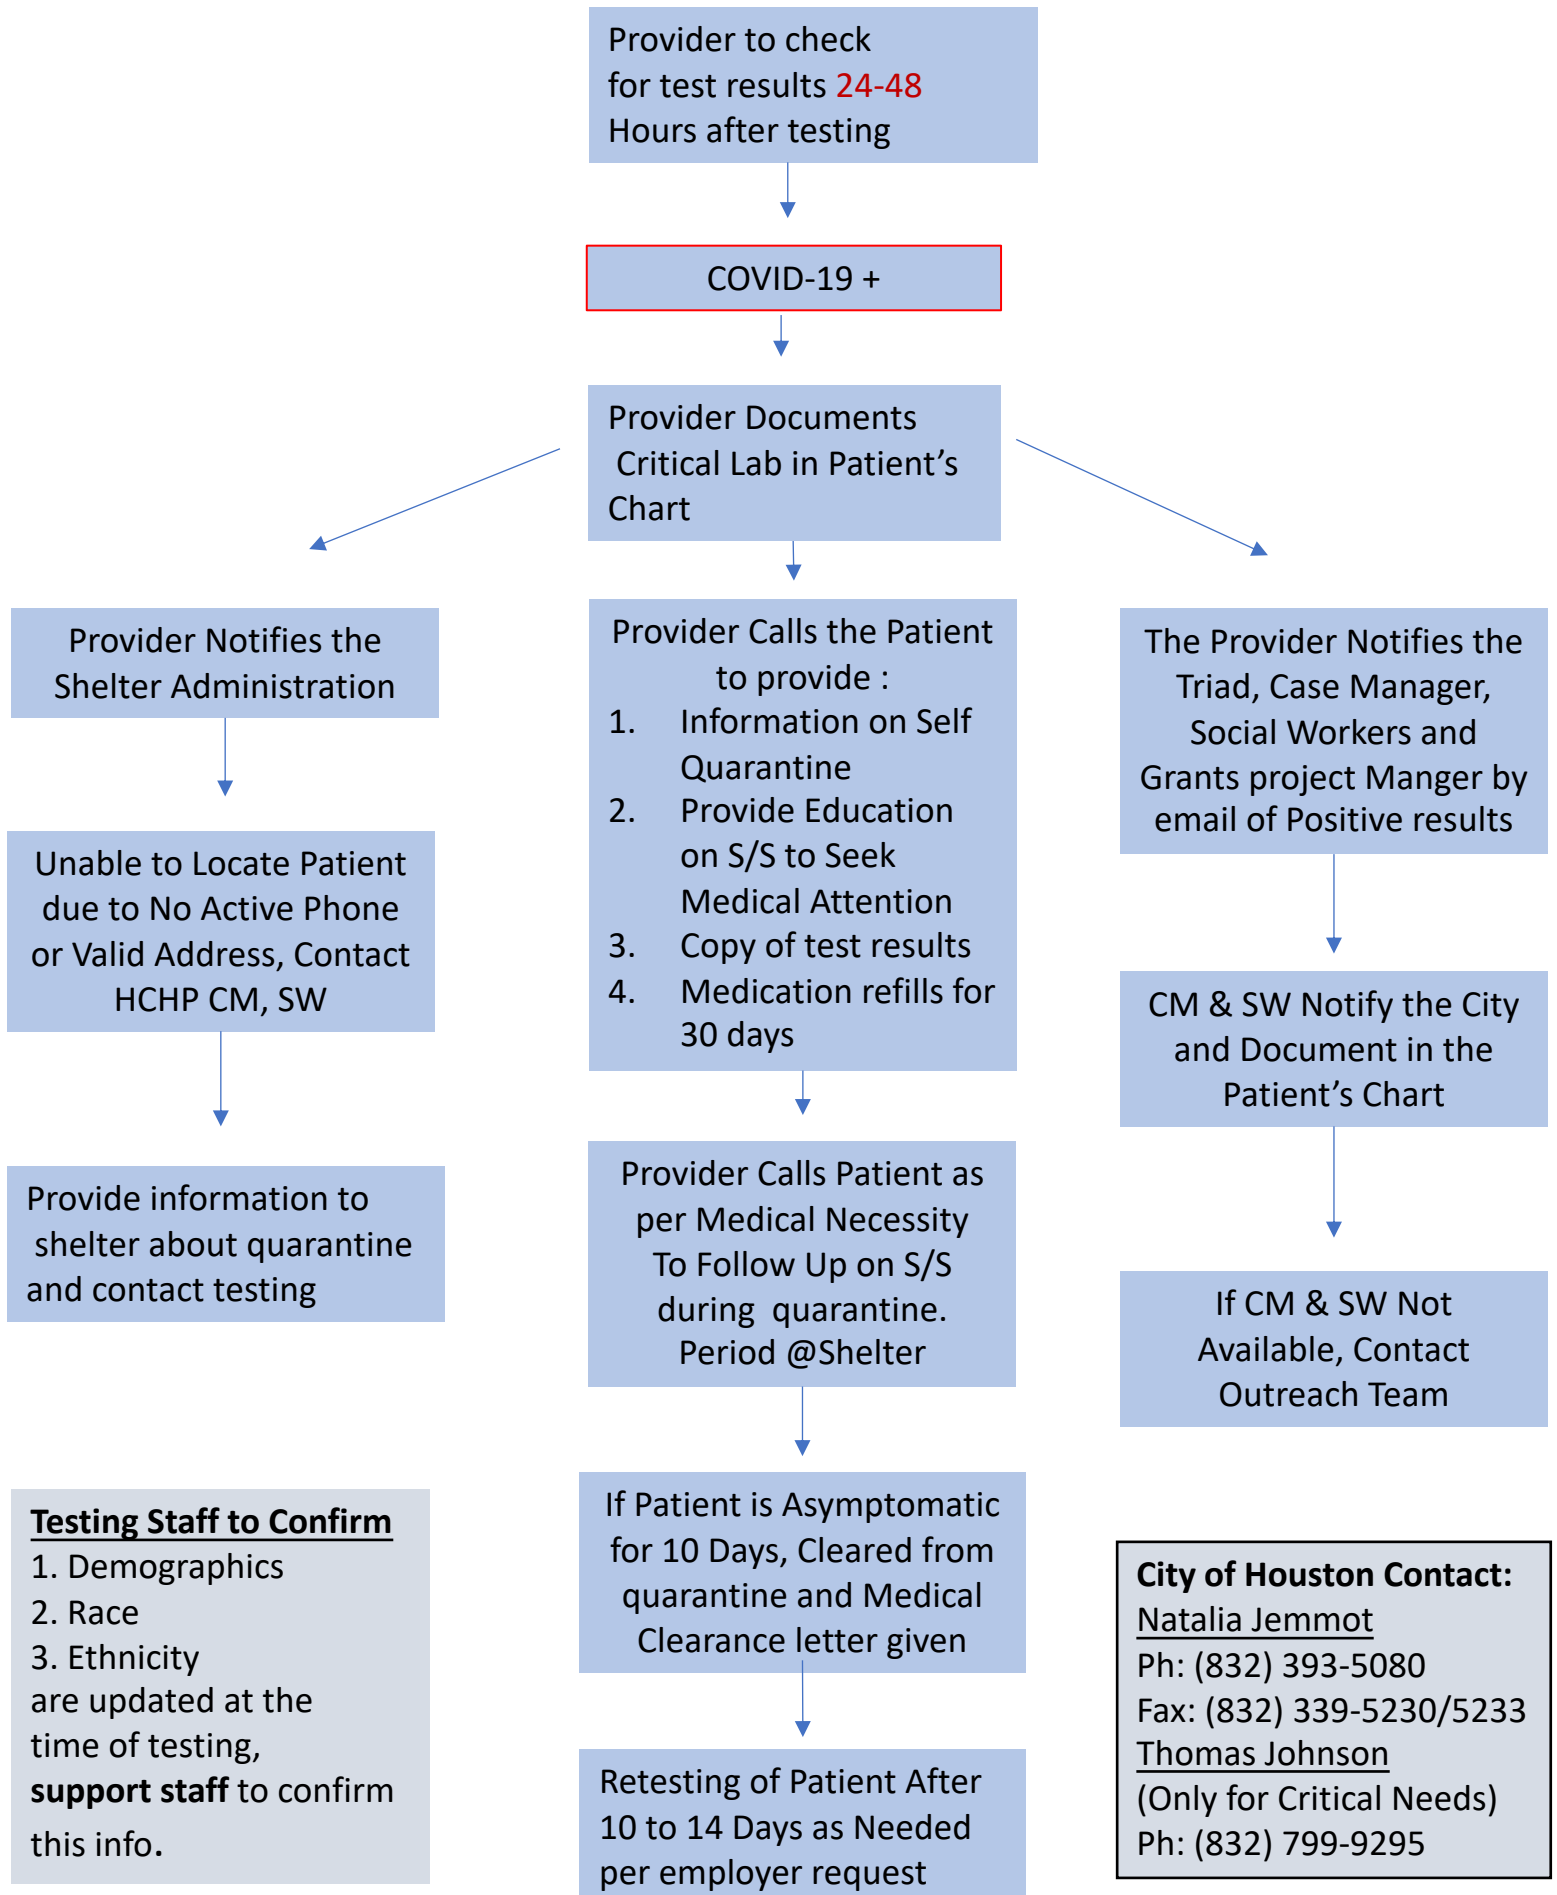 Provider to check
for test results 24-48
Hours after testing
COVID-19 +
Provider Documents
Critical Lab in Patient’s
Chart
Provider Notifies the
Shelter Administration
Unable to Locate Patient
due to No Active Phone
or Valid Address, Contact
HCHP CM, SW
Provide information to
shelter about quarantine
and contact testing
Provider Calls the Patient
to provide :
1. Information on Self
Quarantine
2. Provide Education
on S/S to Seek
Medical Attention
3. Copy of test results
4. Medication refills for
30 days
Provider Calls Patient as
per Medical Necessity
To Follow Up on S/S
during quarantine.
Period @Shelter
If Patient is Asymptomatic
for 10 Days, Cleared from
quarantine and Medical
Clearance letter given
Retesting of Patient After
10 to 14 Days as Needed
per employer request
The Provider Notifies the
Triad, Case Manager,
Social Workers and
Grants project Manger by
email of Positive results
CM & SW Notify the City
and Document in the
Patient’s Chart
If CM & SW Not
Available, Contact
Outreach Team
Testing Staff to Confirm
1. Demographics
2. Race
3. Ethnicity
are updated at the
time of testing,
support staff to confirm
this info.
City of Houston Contact:
Natalia Jemmot
Ph: (832) 393-5080
Fax: (832) 339-5230/5233
Thomas Johnson
(Only for Critical Needs)
Ph: (832) 799-9295